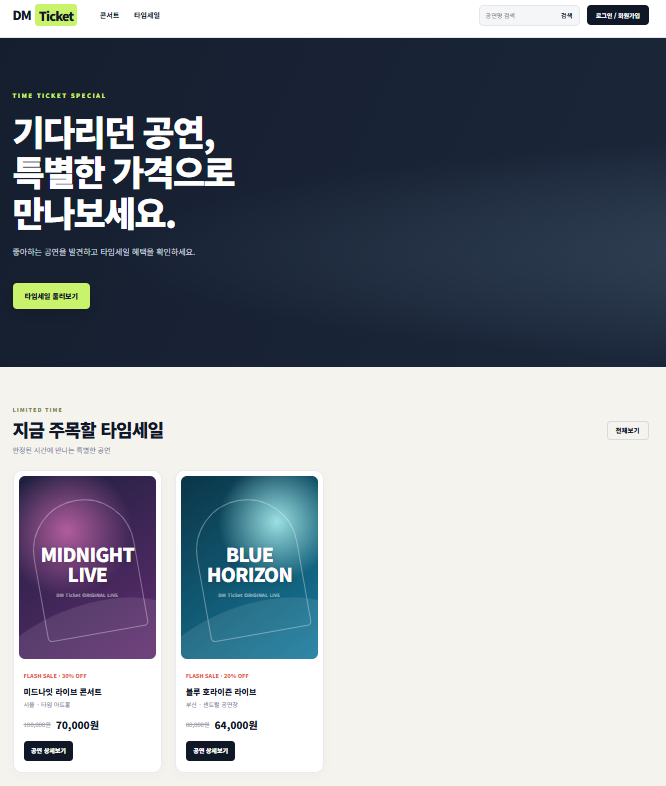 DM Ticket
콘서트
타임세일
공연명 검색
검색
로그인 / 회원가입
TIME TICKET SPECIAL
기다리던 공연,
특별한 가격으로
만나보세요.
좋아하는 공연을 발견하고 타임세일 혜택을 확인하세요.
타임세일 둘러보기
LIMITED TIME
지금 주목할 타임세일
한정된 시간에 만나는 특별한 공연
전체보기
MIDNIGHT
LIVE
DM Ticket ORIGINAL LIVE
FLASH SALE · 30% OFF
미드나잇 라이브 콘서트
서울 · 타임 아트홀
100,000원 70,000원
공연 상세보기
BLUE
HORIZON
DM Ticket ORIGINAL LIVE
FLASH SALE · 20% OFF
블루 호라이즌 라이브
부산 · 센트럴 공연장
80,000원 64,000원
공연 상세보기